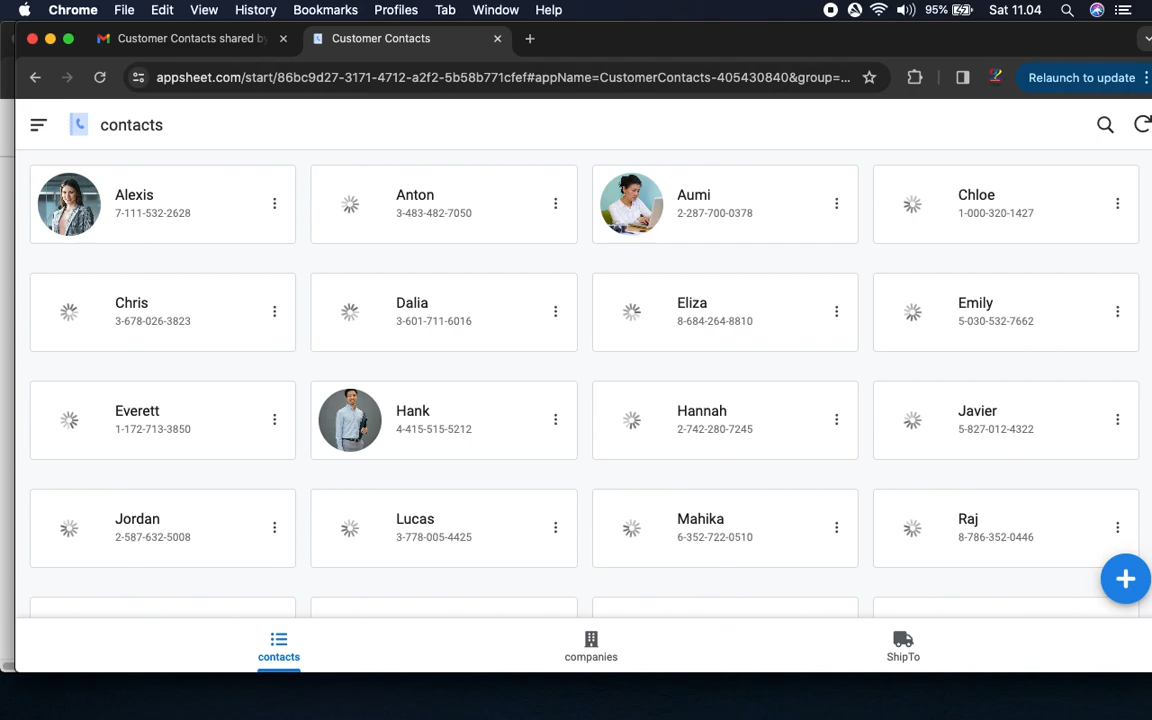 Chrome File Edit View History Bookmarks Profiles Tab Window Help 95% Sat 11.04
Customer Contacts shared by Customer Contacts
appsheet.com/start/86bc9d27-3171-4712-a2f2-5b58b771cfef#appName=CustomerContacts-405430840&group=... Relaunch to update
contacts
Alexis
7-111-532-2628
Anton
3-483-482-7050
Aumi
2-287-700-0378
Chloe
1-000-320-1427
Chris
3-678-026-3823
Dalia
3-601-711-6016
Eliza
8-684-264-8810
Emily
5-030-532-7662
Everett
1-172-713-3850
Hank
4-415-515-5212
Hannah
2-742-280-7245
Javier
5-827-012-4322
Jordan
2-587-632-5008
Lucas
3-778-005-4425
Mahika
6-352-722-0510
Raj
8-786-352-0446
contacts
companies
ShipTo